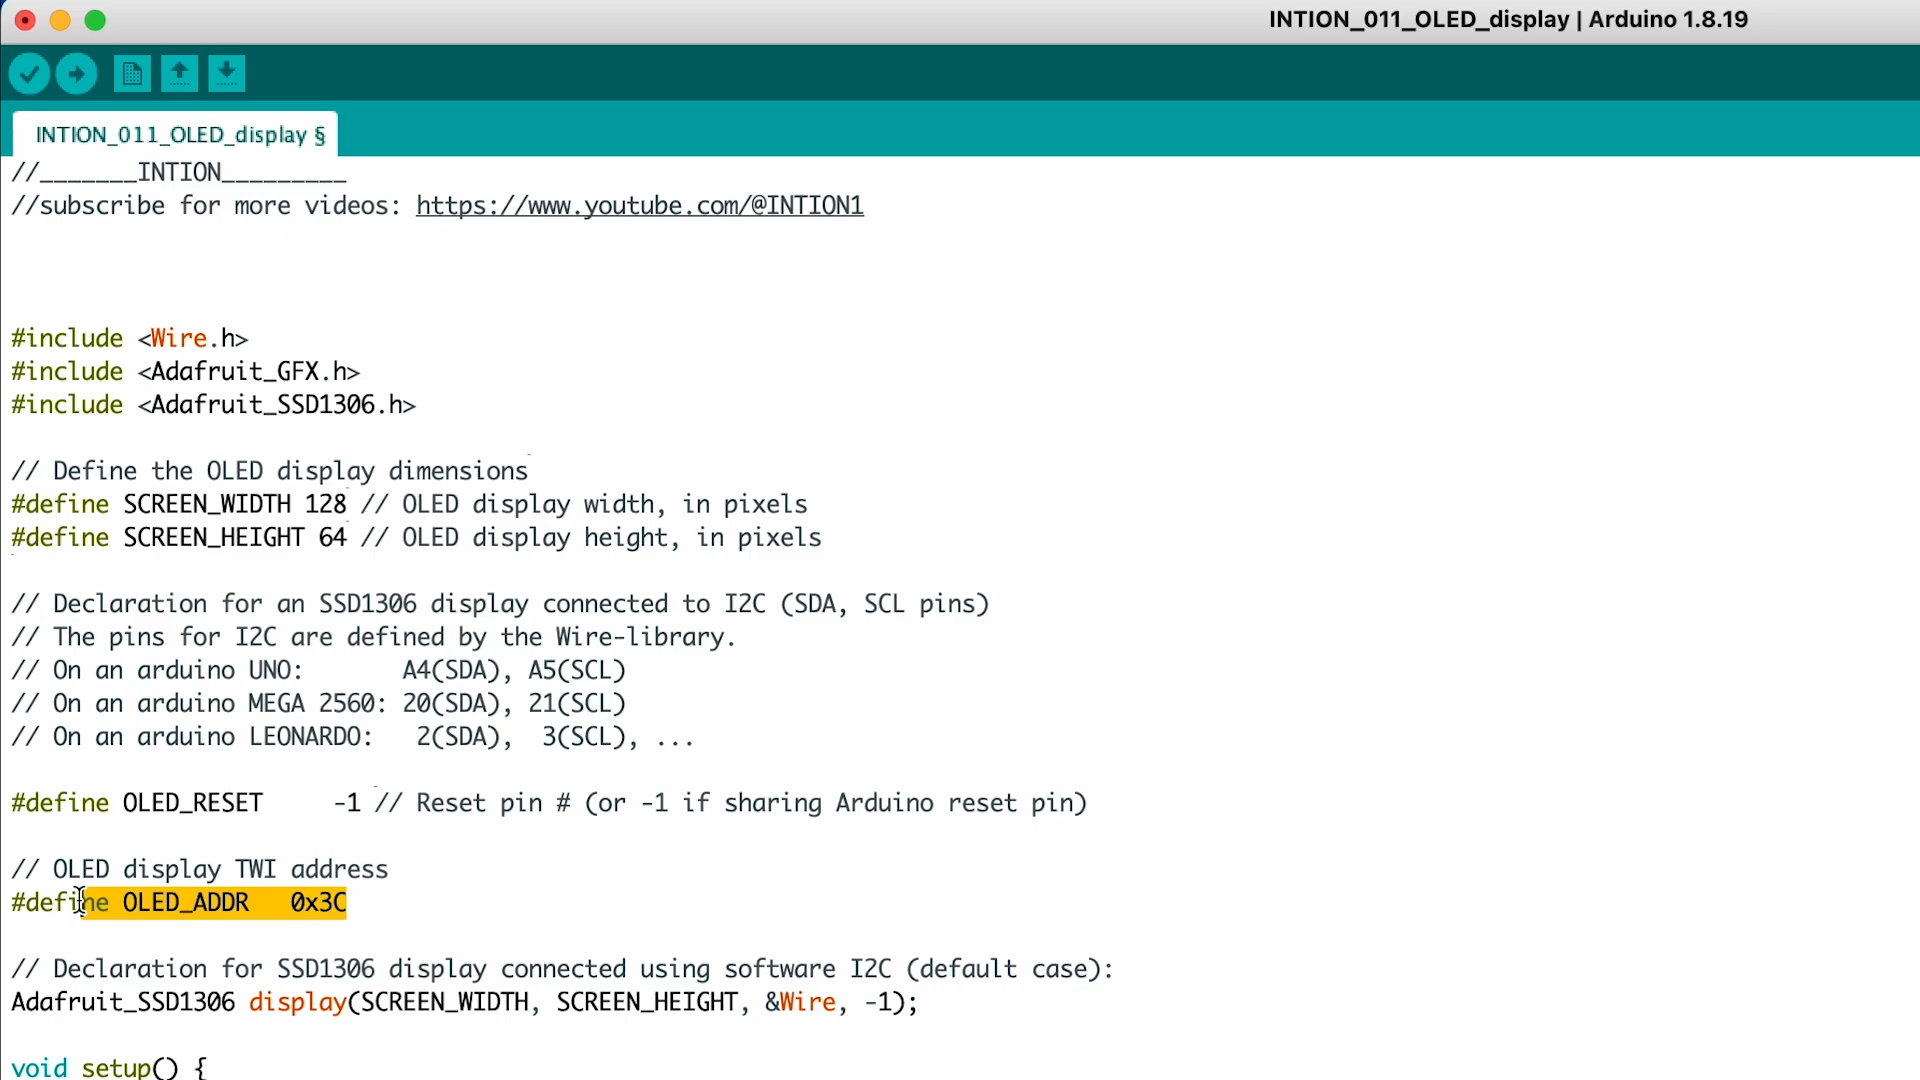 INTION_011_OLED_display | Arduino 1.8.19
INTION_011_OLED_display §
//_______INTION_________
//subscribe for more videos: https://www.youtube.com/@INTION1
#include <Wire.h>
#include <Adafruit_GFX.h>
#include <Adafruit_SSD1306.h>
// Define the OLED display dimensions
#define SCREEN_WIDTH 128 // OLED display width, in pixels
#define SCREEN_HEIGHT 64 // OLED display height, in pixels
// Declaration for an SSD1306 display connected to I2C (SDA, SCL pins)
// The pins for I2C are defined by the Wire-library.
// On an arduino UNO:       A4(SDA), A5(SCL)
// On an arduino MEGA 2560: 20(SDA), 21(SCL)
// On an arduino LEONARDO:   2(SDA),  3(SCL), ...
#define OLED_RESET     -1 // Reset pin # (or -1 if sharing Arduino reset pin)
// OLED display TWI address
#define OLED_ADDR   0x3C
// Declaration for SSD1306 display connected using software I2C (default case):
Adafruit_SSD1306 display(SCREEN_WIDTH, SCREEN_HEIGHT, &Wire, -1);
void setup() {